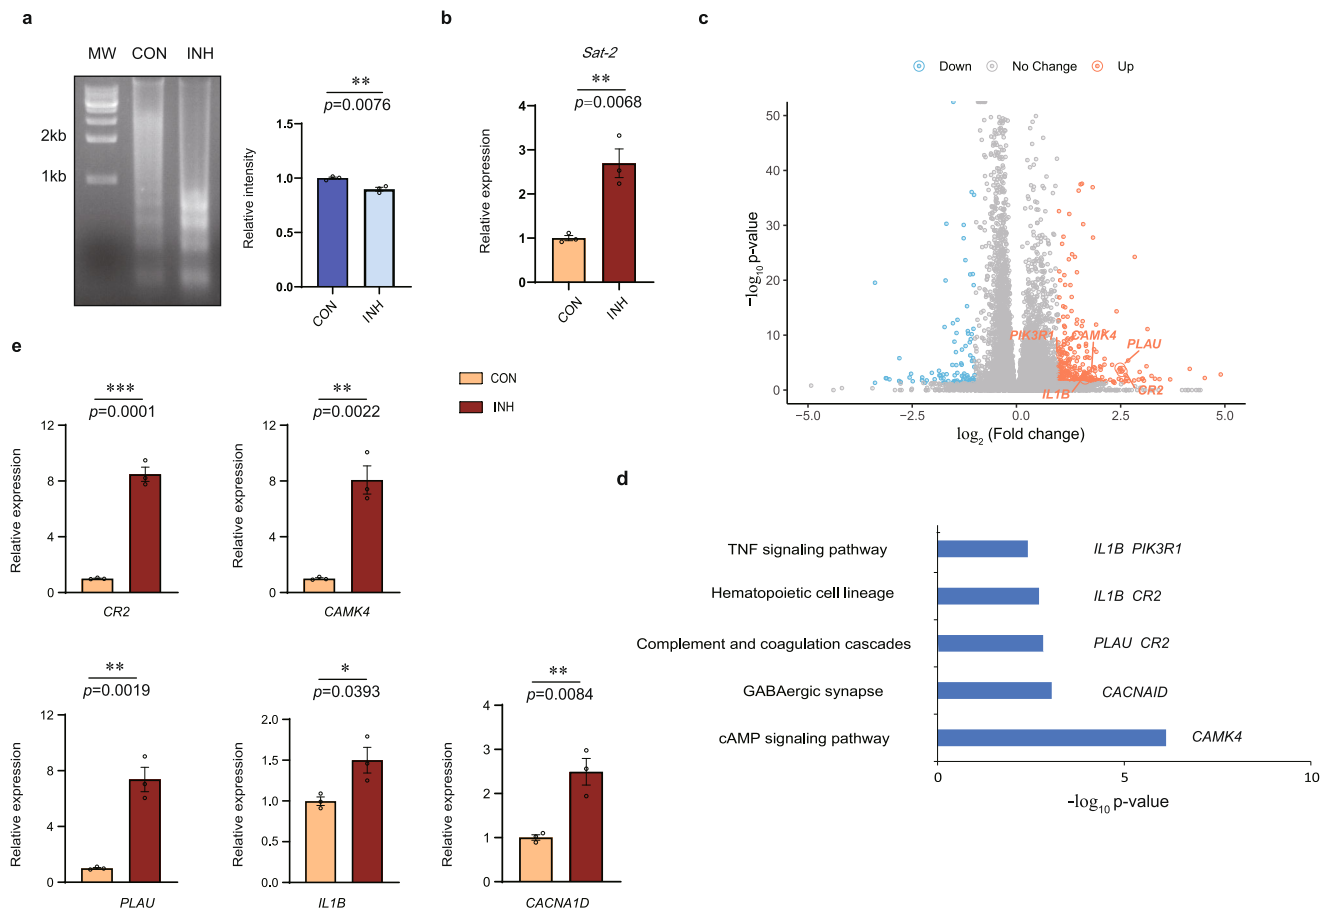 a
MW CON INH
2kb
1kb
**
p=0.0076
Relative intensity
1.5
1.0
0.5
0.0
CON
INH
b
Sat-2
**
p=0.0068
Relative expression
4
3
2
1
0
CON
INH
c
Down No Change Up
−log10 p-value
50
40
30
20
10
0
PIK3R1 CAMK4
PLAU
IL1B CR2
−5.0 −2.5 0.0 2.5 5.0
log2 (Fold change)
d
TNF signaling pathway IL1B PIK3R1
Hematopoietic cell lineage IL1B CR2
Complement and coagulation cascades PLAU CR2
GABAergic synapse CACNAID
cAMP signaling pathway CAMK4
0 5 10
−log10 p-value
e
CON
INH
***
p=0.0001
Relative expression
12
8
4
0
CR2
**
p=0.0022
Relative expression
12
8
4
0
CAMK4
**
p=0.0019
Relative expression
12
8
4
0
PLAU
*
p=0.0393
Relative expression
2.0
1.5
1.0
0.5
0.0
IL1B
**
p=0.0084
Relative expression
4
3
2
1
0
CACNA1D